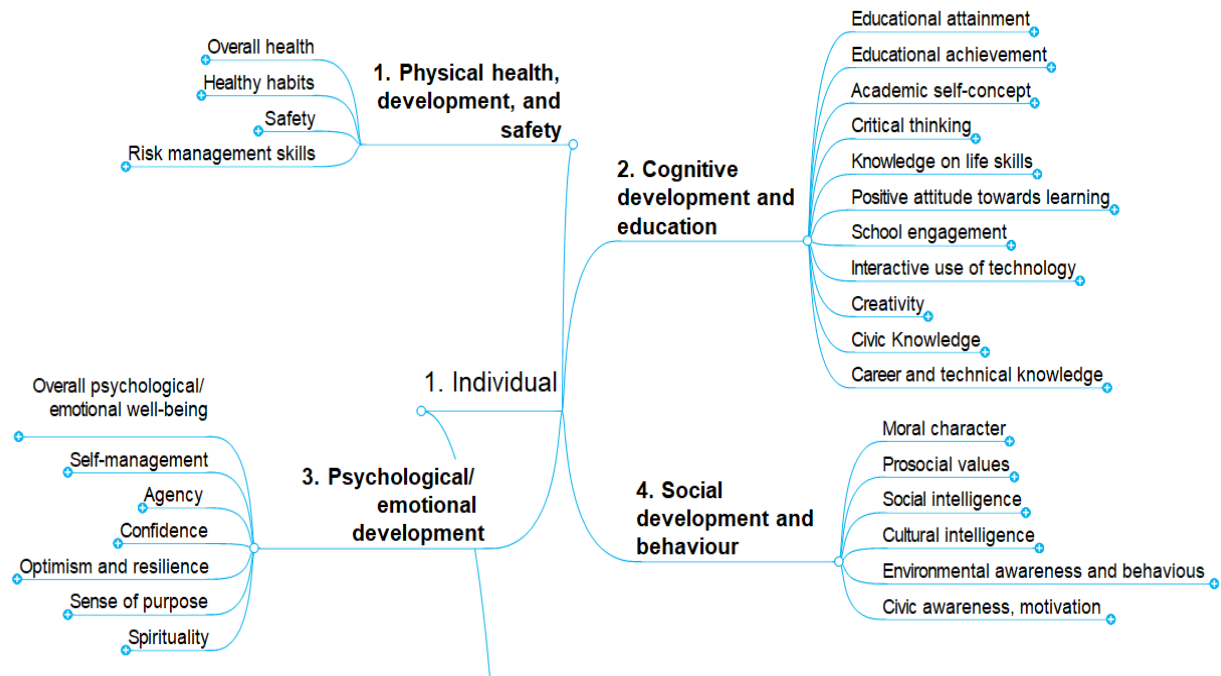 1. Individual
1. Physical health,
development, and
safety
Overall health
Healthy habits
Safety
Risk management skills
2. Cognitive
development and
education
Educational attainment
Educational achievement
Academic self-concept
Critical thinking
Knowledge on life skills
Positive attitude towards learning
School engagement
Interactive use of technology
Creativity
Civic Knowledge
Career and technical knowledge
3. Psychological/
emotional
development
Overall psychological/
emotional well-being
Self-management
Agency
Confidence
Optimism and resilience
Sense of purpose
Spirituality
4. Social
development and
behaviour
Moral character
Prosocial values
Social intelligence
Cultural intelligence
Environmental awareness and behavious
Civic awareness, motivation